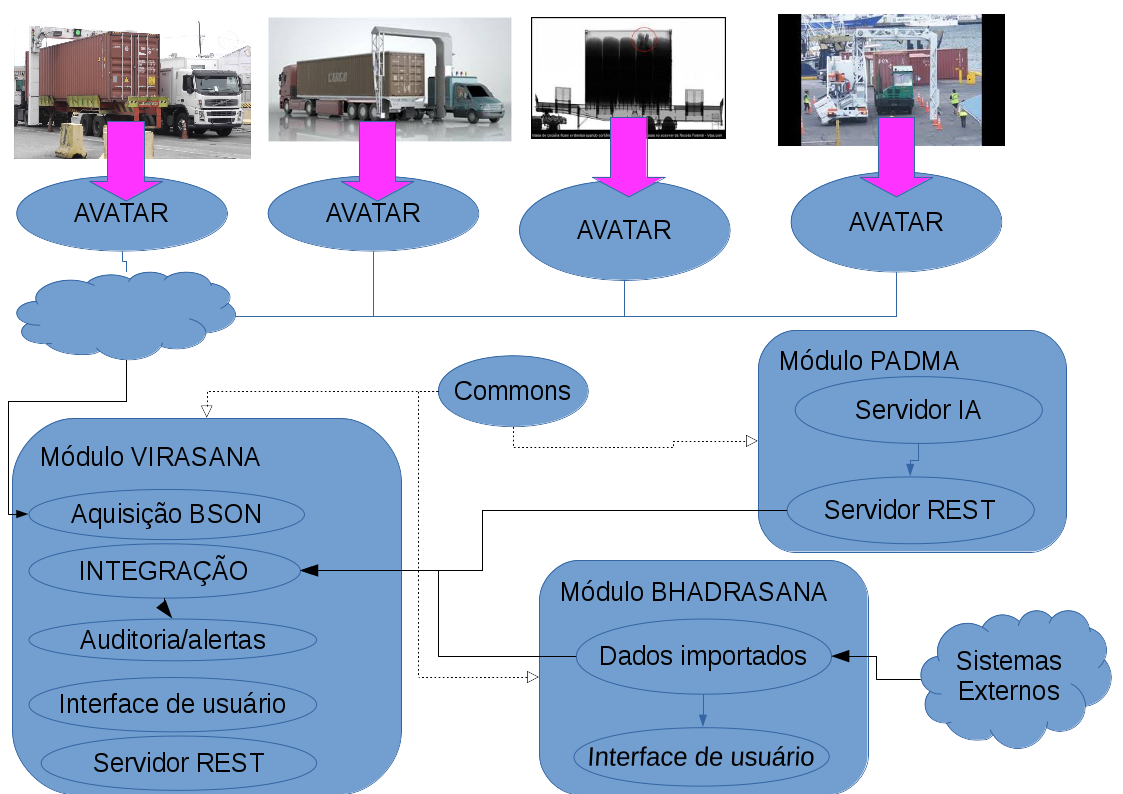 CARGO
AVATAR
AVATAR
AVATAR
AVATAR
Commons
Módulo PADMA
Servidor IA
Servidor REST
Módulo VIRASANA
Aquisição BSON
INTEGRAÇÃO
Auditoria/alertas
Interface de usuário
Servidor REST
Módulo BHADRASANA
Dados importados
Interface de usuário
Sistemas
Externos